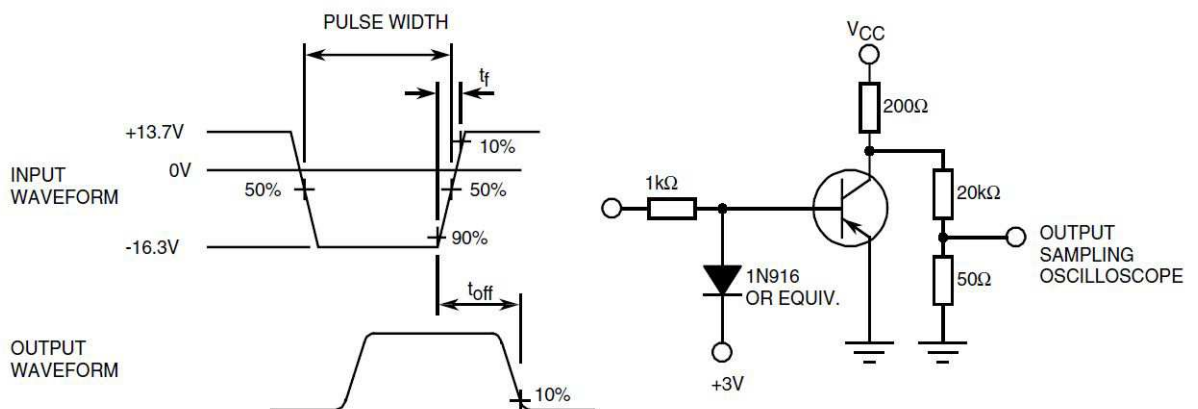 PULSE WIDTH
tf
+13.7V
10%
0V
INPUT
WAVEFORM
50%
50%
-16.3V
90%
toff
OUTPUT
WAVEFORM
10%
VCC
200Ω
1kΩ
20kΩ
OUTPUT
SAMPLING
OSCILLOSCOPE
1N916
OR EQUIV.
50Ω
+3V